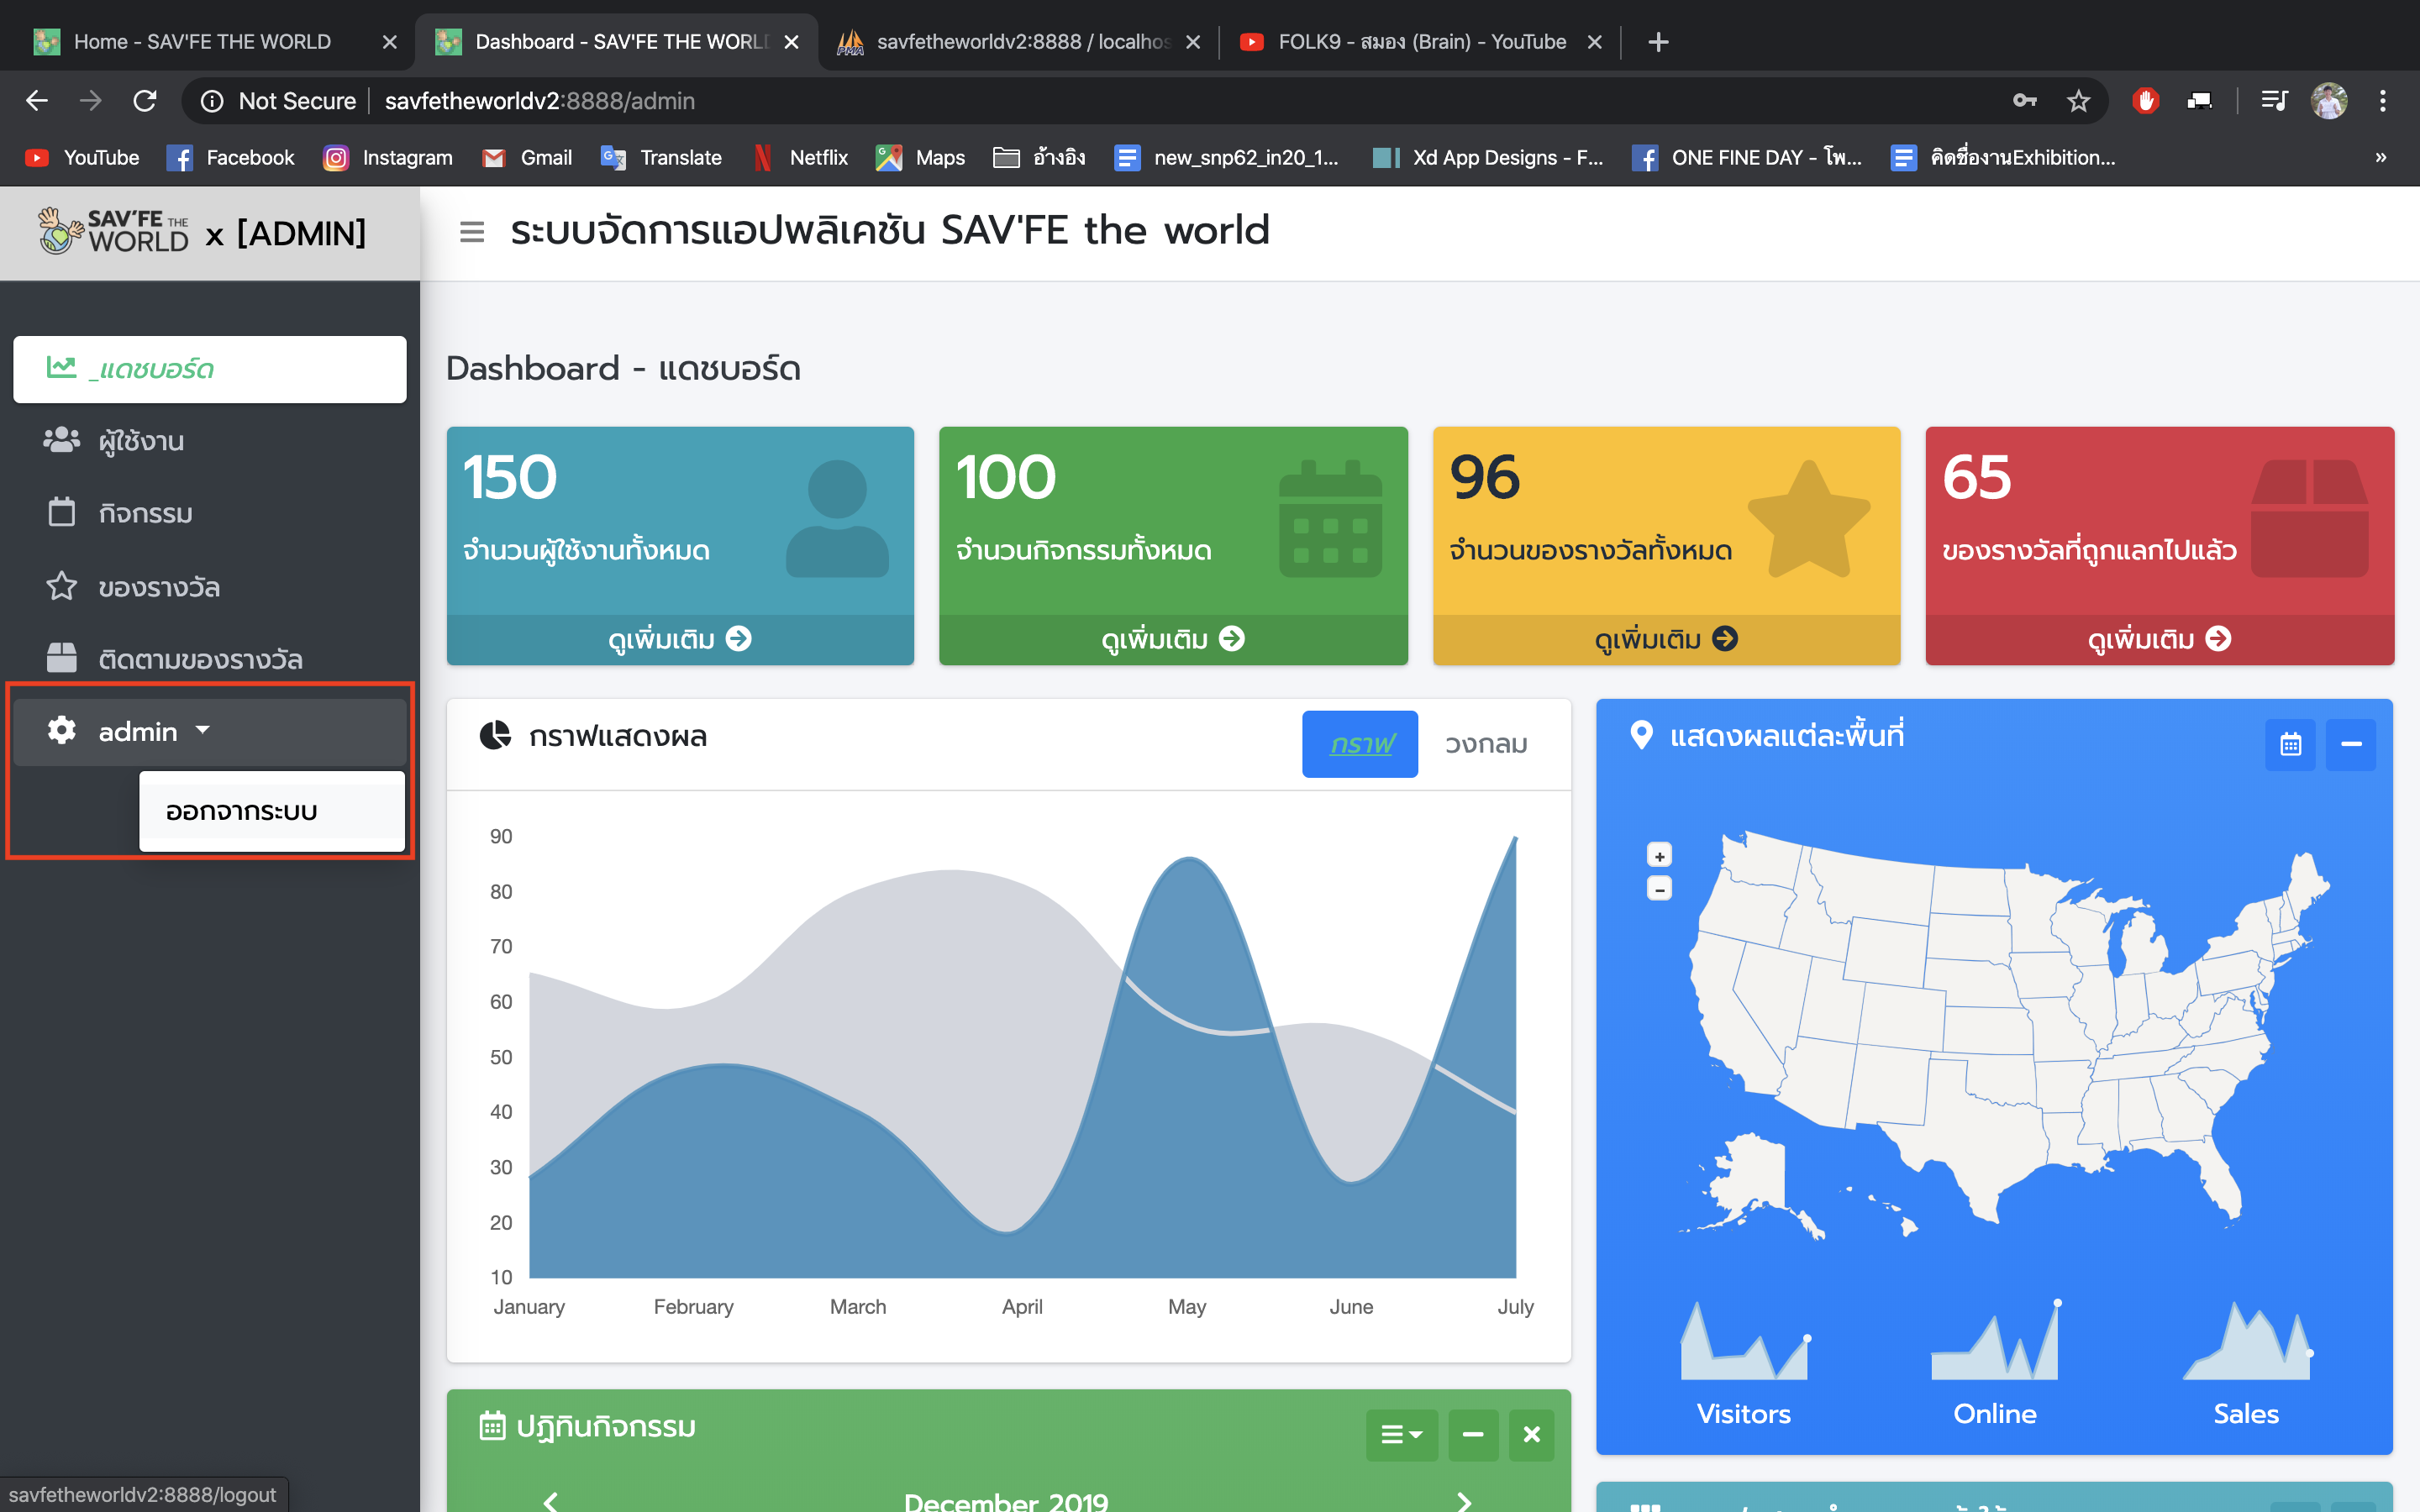 Home - SAV'FE THE WORLD
Dashboard - SAV'FE THE WORL
savfetheworldv2:8888 / localhos
FOLK9 - สมอง (Brain) - YouTube
Not Secure
savfetheworldv2:8888/admin
YouTube
Facebook
Instagram
Gmail
Translate
Netflix
Maps
อ้างอิง
new_snp62_in20_1...
Xd App Designs - F...
ONE FINE DAY - โพ...
คิดชื่องานExhibition...
»
SAV'FE THE
WORLD
x [ADMIN]
ระบบจัดการแอปพลิเคชัน SAV'FE the world
_แดชบอร์ด
ผู้ใช้งาน
กิจกรรม
ของรางวัล
ติดตามของรางวัล
admin
ออกจากระบบ
Dashboard - แดชบอร์ด
150
จำนวนผู้ใช้งานทั้งหมด
ดูเพิ่มเติม
100
จำนวนกิจกรรมทั้งหมด
ดูเพิ่มเติม
96
จำนวนของรางวัลทั้งหมด
ดูเพิ่มเติม
65
ของรางวัลที่ถูกแลกไปแล้ว
ดูเพิ่มเติม
กราฟแสดงผล
กราฟ
วงกลม
90
80
70
60
50
40
30
20
10
January
February
March
April
May
June
July
แสดงผลแต่ละพื้นที่
+
−
Visitors
Online
Sales
ปฏิทินกิจกรรม
December 2019
savfetheworldv2:8888/logout